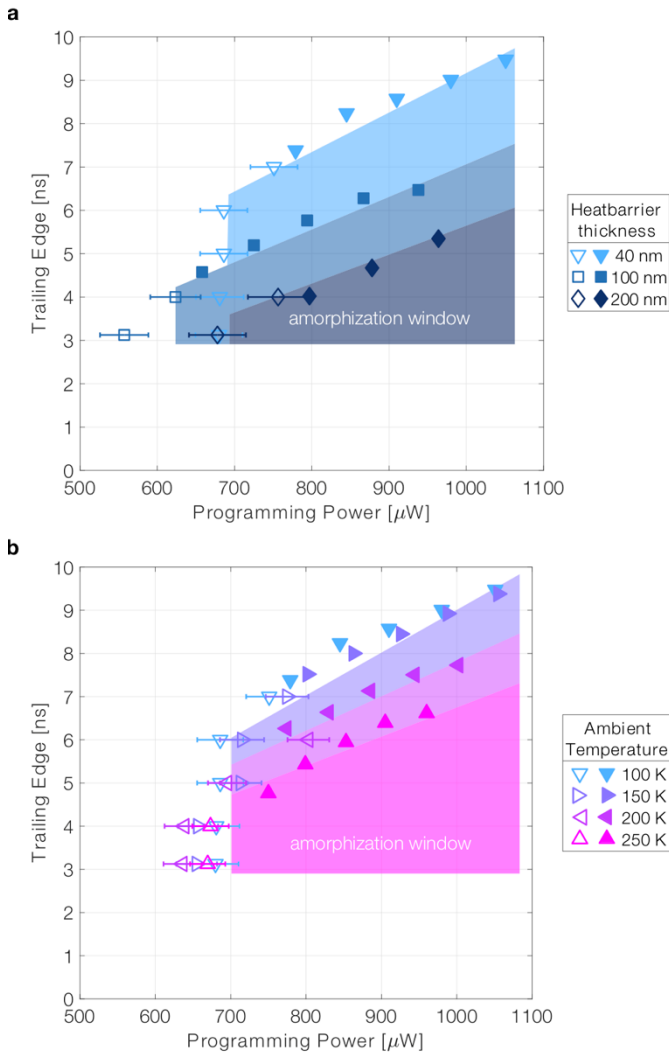 a
10
9
8
7
6
5
4
3
2
1
0
Trailing Edge [ns]
amorphization window
500 600 700 800 900 1000 1100
Programming Power [μW]
Heatbarrier
thickness
40 nm
100 nm
200 nm
b
10
9
8
7
6
5
4
3
2
1
0
Trailing Edge [ns]
amorphization window
500 600 700 800 900 1000 1100
Programming Power [μW]
Ambient
Temperature
100 K
150 K
200 K
250 K